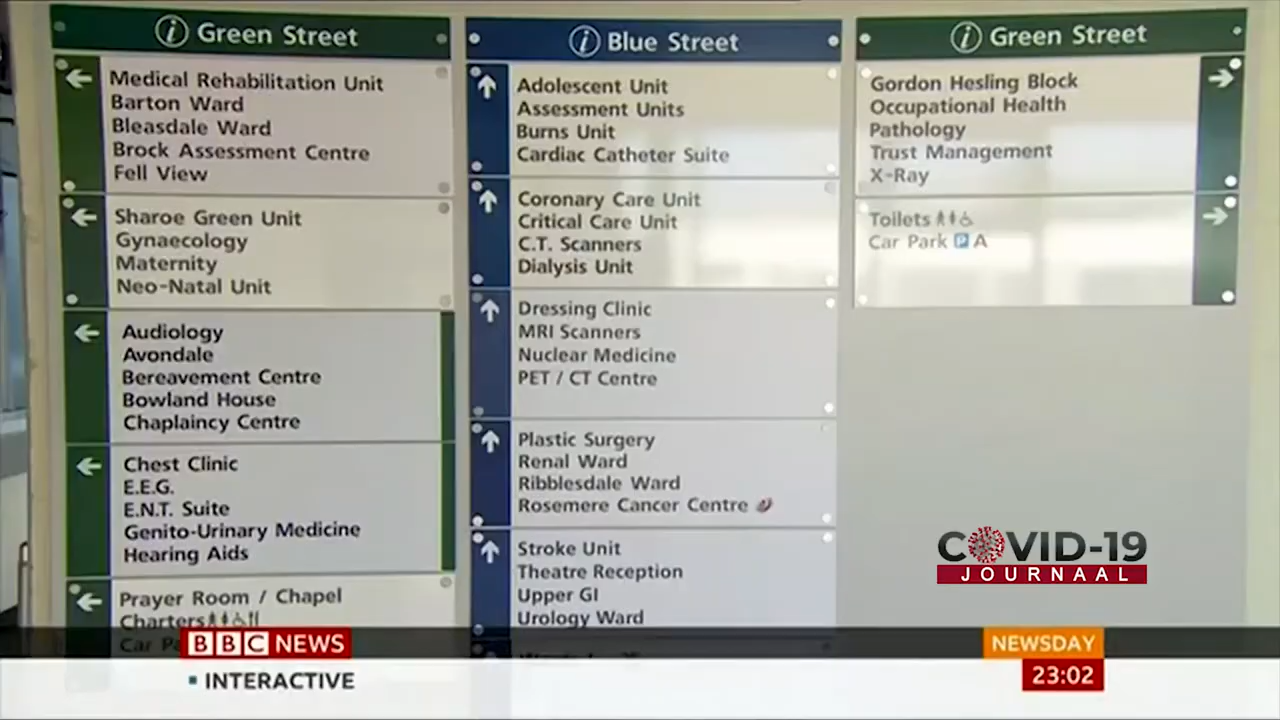 Green Street
Medical Rehabilitation Unit
Barton Ward
Bleasdale Ward
Brock Assessment Centre
Fell View
Sharoe Green Unit
Gynaecology
Maternity
Neo-Natal Unit
Audiology
Avondale
Bereavement Centre
Bowland House
Chaplaincy Centre
Chest Clinic
E.E.G.
E.N.T. Suite
Genito-Urinary Medicine
Hearing Aids
Prayer Room / Chapel
Charters
Car
Blue Street
Adolescent Unit
Assessment Units
Burns Unit
Cardiac Catheter Suite
Coronary Care Unit
Critical Care Unit
C.T. Scanners
Dialysis Unit
Dressing Clinic
MRI Scanners
Nuclear Medicine
PET / CT Centre
Plastic Surgery
Renal Ward
Ribblesdale Ward
Rosemere Cancer Centre
Stroke Unit
Theatre Reception
Upper GI
Urology Ward
Green Street
Gordon Hesling Block
Occupational Health
Pathology
Trust Management
X-Ray
Toilets
Car Park P A
COVID-19
JOURNAAL
BBC NEWS
INTERACTIVE
NEWSDAY
23:02